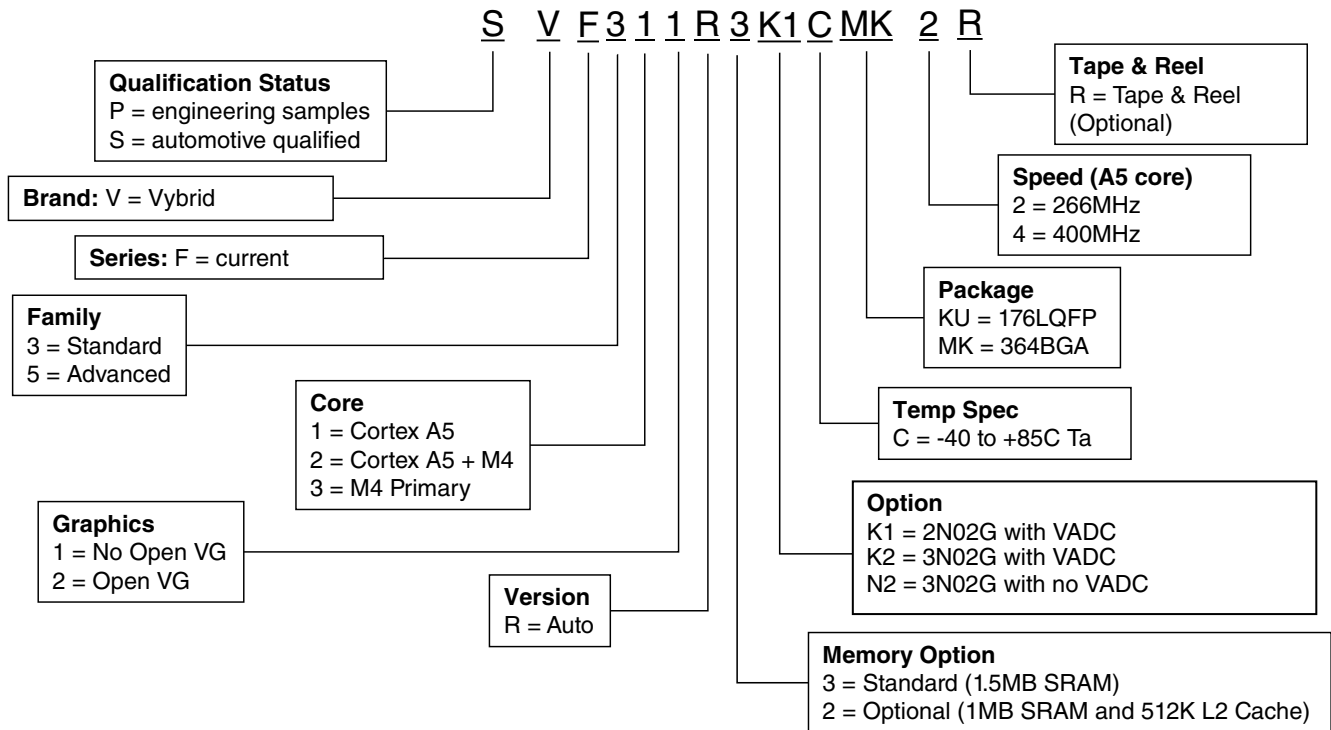 S V F 3 1 1 R 3 K1 C MK 2 R
Qualification Status
P = engineering samples
S = automotive qualified
Tape & Reel
R = Tape & Reel
(Optional)
Brand: V = Vybrid
Speed (A5 core)
2 = 266MHz
4 = 400MHz
Series: F = current
Package
KU = 176LQFP
MK = 364BGA
Family
3 = Standard
5 = Advanced
Core
1 = Cortex A5
2 = Cortex A5 + M4
3 = M4 Primary
Temp Spec
C = -40 to +85C Ta
Graphics
1 = No Open VG
2 = Open VG
Option
K1 = 2N02G with VADC
K2 = 3N02G with VADC
N2 = 3N02G with no VADC
Version
R = Auto
Memory Option
3 = Standard (1.5MB SRAM)
2 = Optional (1MB SRAM and 512K L2 Cache)